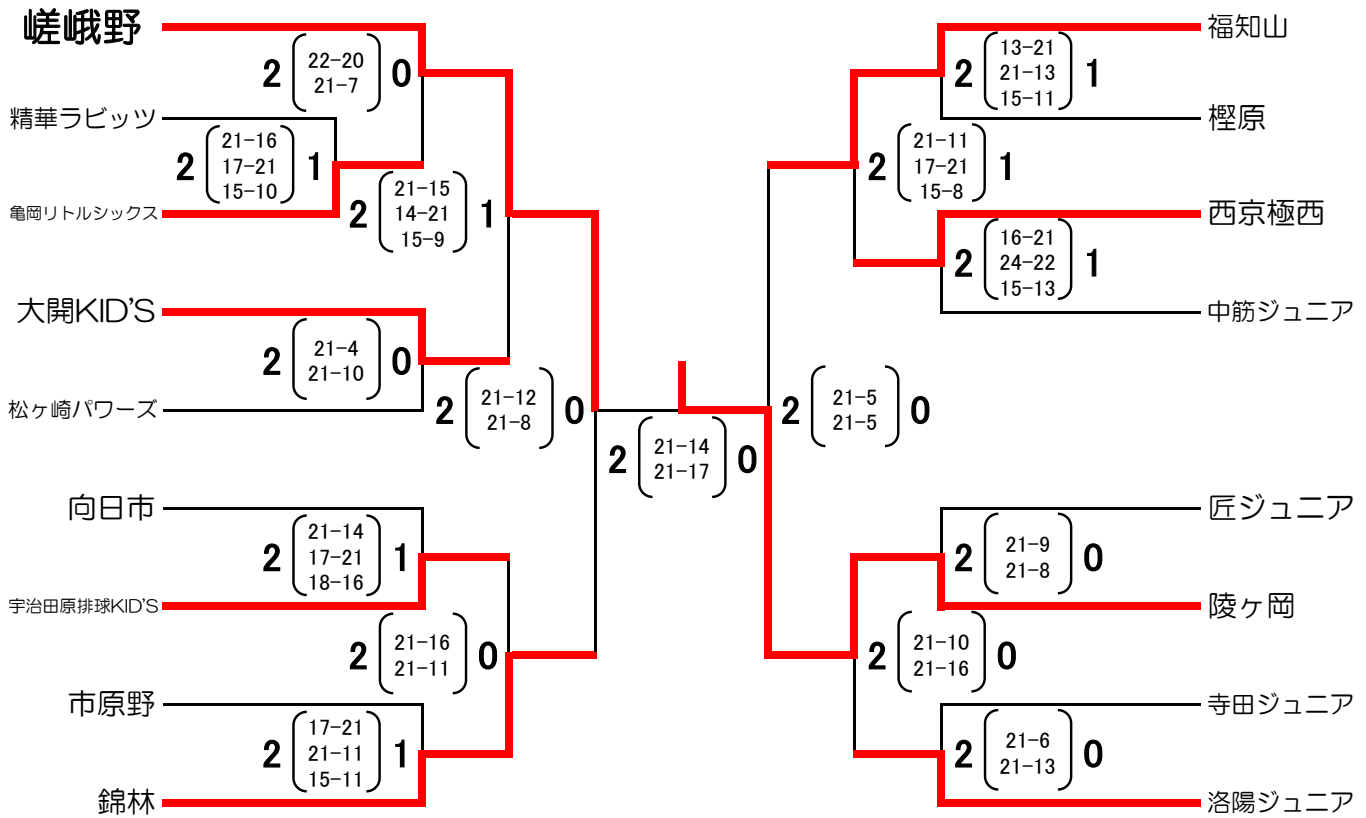 嵯峨野
2 22-20 0
21-7
精華ラビッツ
2 21-16 1
17-21
15-10
亀岡リトルシックス
2 21-15 1
14-21
15-9
大開KID'S
2 21-4 0
21-10
松ヶ崎パワーズ
2 21-12 0
21-8
向日市
2 21-14 1
17-21
18-16
宇治田原排球KID'S
2 21-16 0
21-11
市原野
2 17-21 1
21-11
15-11
錦林
2 21-14 0
21-17
福知山
2 13-21 1
21-13
15-11
樫原
2 21-11 1
17-21
15-8
西京極西
2 16-21 1
24-22
15-13
中筋ジュニア
2 21-5 0
21-5
匠ジュニア
2 21-9 0
21-8
陵ヶ岡
2 21-10 0
21-16
寺田ジュニア
2 21-6 0
21-13
洛陽ジュニア